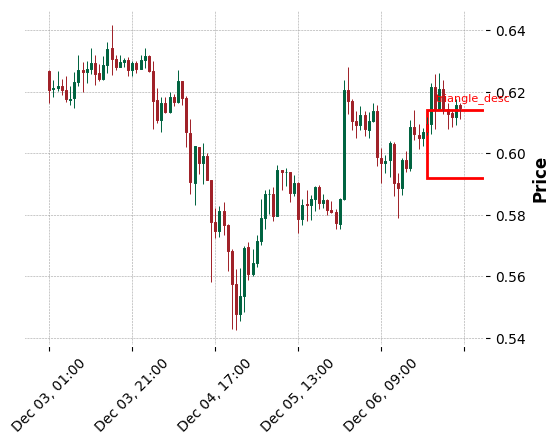 0.64
0.62
0.60
0.58
0.56
0.54
Price
triangle_desc
Dec 03, 01:00
Dec 03, 21:00
Dec 04, 17:00
Dec 05, 13:00
Dec 06, 09:00